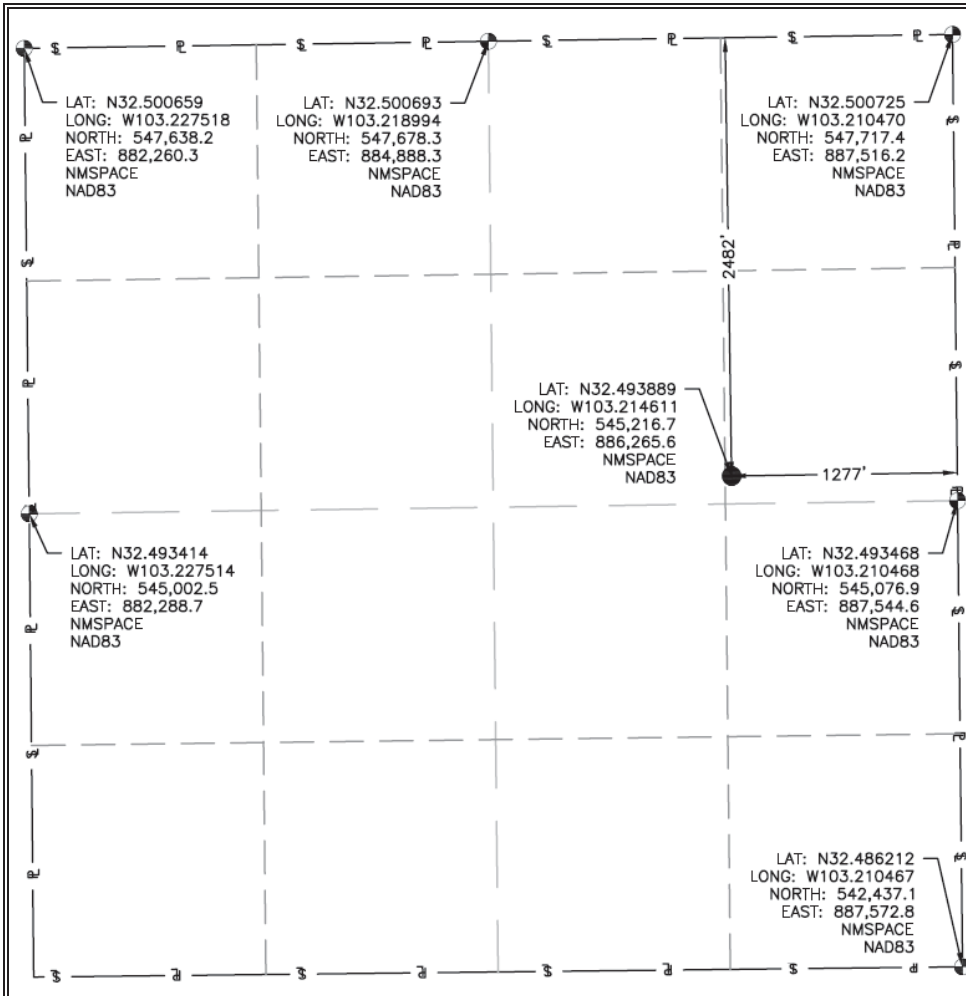 LAT: N32.500659
LONG: W103.227518
NORTH: 547,638.2
EAST: 882,260.3
NMSPACE
NAD83
LAT: N32.500693
LONG: W103.218994
NORTH: 547,678.3
EAST: 884,888.3
NMSPACE
NAD83
LAT: N32.500725
LONG: W103.210470
NORTH: 547,717.4
EAST: 887,516.2
NMSPACE
NAD83
2482'
LAT: N32.493889
LONG: W103.214611
NORTH: 545,216.7
EAST: 886,265.6
NMSPACE
NAD83
1277'
LAT: N32.493414
LONG: W103.227514
NORTH: 545,002.5
EAST: 882,288.7
NMSPACE
NAD83
LAT: N32.493468
LONG: W103.210468
NORTH: 545,076.9
EAST: 887,544.6
NMSPACE
NAD83
LAT: N32.486212
LONG: W103.210467
NORTH: 542,437.1
EAST: 887,572.8
NMSPACE
NAD83